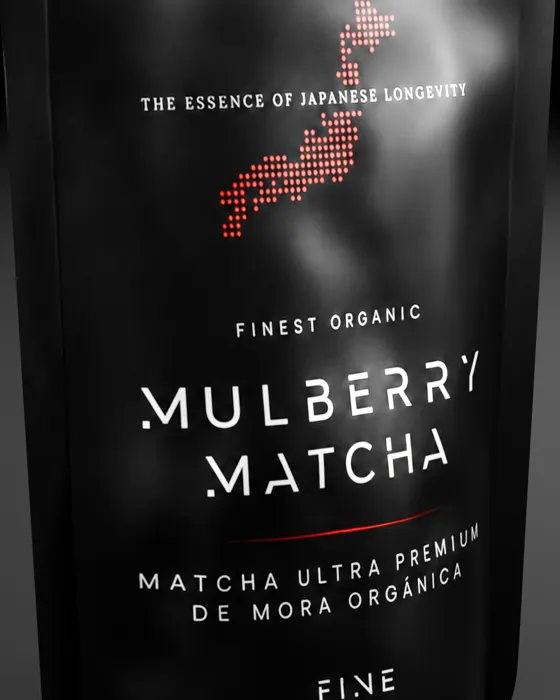 THE ESSENCE OF JAPANESE LONGEVITY
FINEST ORGANIC
MULBERRY
MATCHA
MATCHA ULTRA PREMIUM
DE MORA ORGÁNICA
FINE